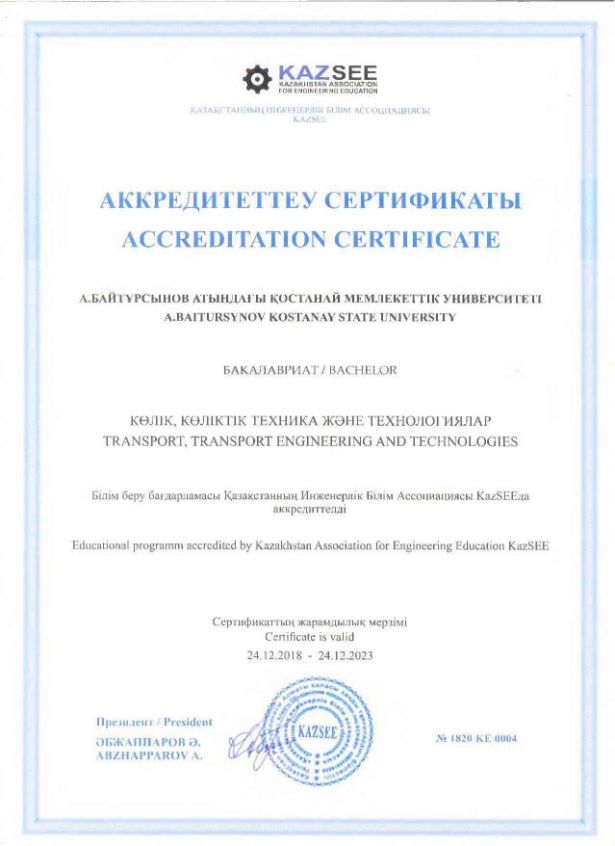 KAZSEE
KAZAKHSTAN ASSOCIATION
FOR ENGINEERING EDUCATION
ҚАЗАҚСТАННЫҢ ИНЖЕНЕРЛІК БІЛІМ АССОЦИАЦИЯСЫ
KAZSEE
АККРЕДИТЕТТЕУ СЕРТИФИКАТЫ
ACCREDITATION CERTIFICATE
А.БАЙТҰРСЫНОВ АТЫНДАҒЫ ҚОСТАНАЙ МЕМЛЕКЕТТІК УНИВЕРСИТЕТІ
A.BAITURSYNOV KOSTANAY STATE UNIVERSITY
БАКАЛАВРИАТ / BACHELOR
КӨЛІК, КӨЛІКТІК ТЕХНИКА ЖӘНЕ ТЕХНОЛОГИЯЛАР
TRANSPORT, TRANSPORT ENGINEERING AND TECHNOLOGIES
Білім беру бағдарламасы Қазақстанның Инженерлік Білім Ассоциациясы KazSEEда
аккредиттелді
Educational programm accredited by Kazakhstan Association for Engineering Education KazSEE
Сертификаттың жарамдылық мерзімі
Certificate is valid
24.12.2018 - 24.12.2023
Президент / President
ӘБЖАППАРОВ Ә.
ABZHAPPAROV A.
KAZSEE
№ 1820 KE 0004